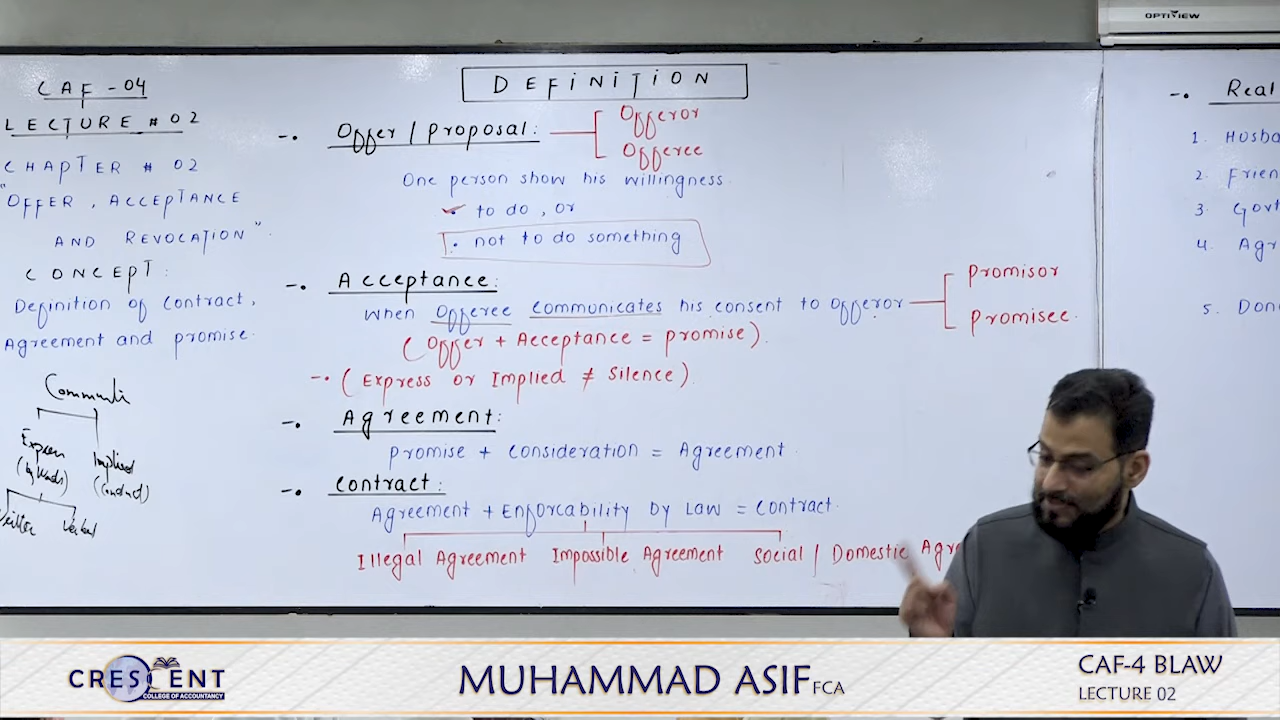 OPTIVIEW
CAF - 04
LECTURE # 02
CHAPTER # 02
"OFFER, ACCEPTANCE
AND REVOCATION".
CONCEPT:
Definition of contract,
Agreement and promise.
Communi
Express
(by words)
Implied
(conduct)
Verbal
DEFINITION
-. Offer / Proposal:
Offeror
Offeree
One person show his willingness.
• to do, or
• not to do something
-. Acceptance:
When Offeree communicates his consent to Offeror
Promisor
Promisee.
(Offer + Acceptance = promise).
-. (Express or Implied ≠ Silence).
-. Agreement:
promise + consideration = Agreement.
-. Contract:
Agreement + Enforcability by Law = contract.
Illegal Agreement Impossible Agreement Social / Domestic Agr
-. Real
1. Husba
2. Frien
3. Govt
4. Agr
5. Don
CRESCENT
COLLEGE OF ACCOUNTANCY
MUHAMMAD ASIF FCA
CAF-4 BLAW
LECTURE 02